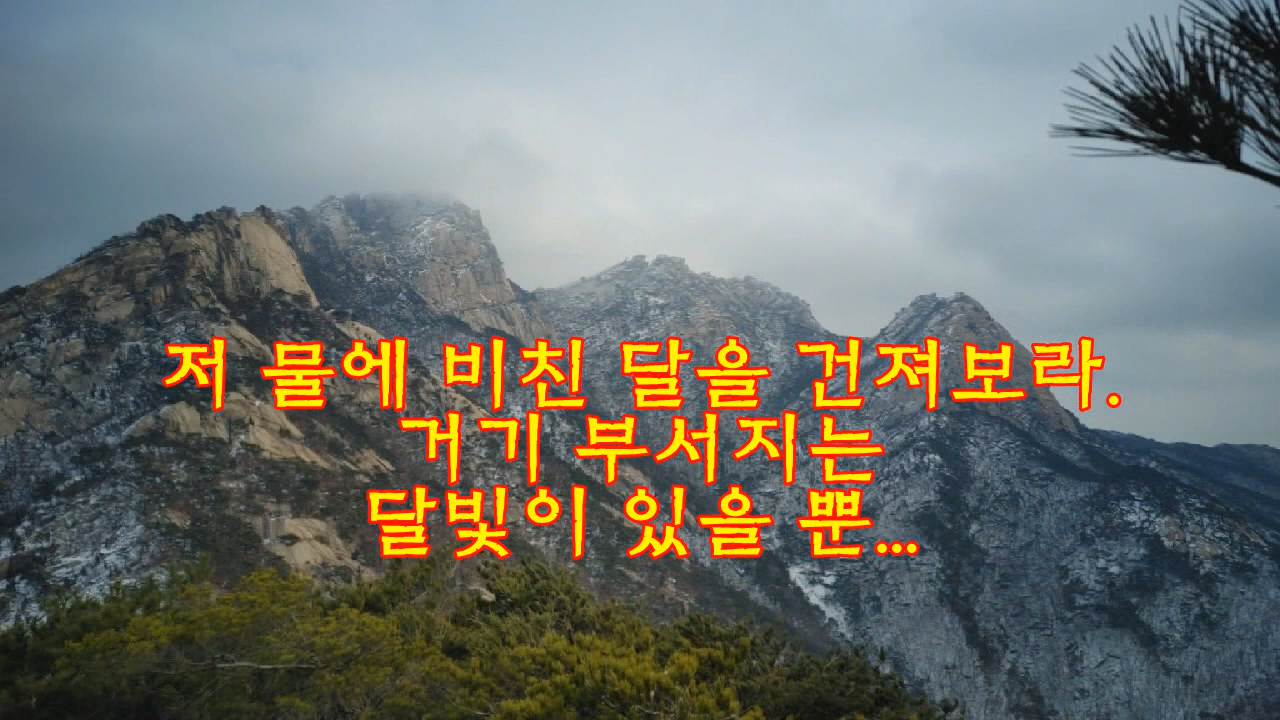 저 물에 비친 달을 건져보라.
거기 부서지는
달빛이 있을 뿐...